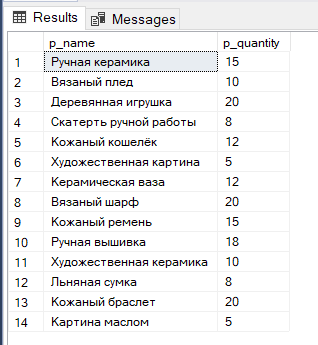 Results Messages
p_name p_quantity
1 Ручная керамика 15
2 Вязаный плед 10
3 Деревянная игрушка 20
4 Скатерть ручной работы 8
5 Кожаный кошелёк 12
6 Художественная картина 5
7 Керамическая ваза 12
8 Вязаный шарф 20
9 Кожаный ремень 15
10 Ручная вышивка 18
11 Художественная керамика 10
12 Льняная сумка 8
13 Кожаный браслет 20
14 Картина маслом 5